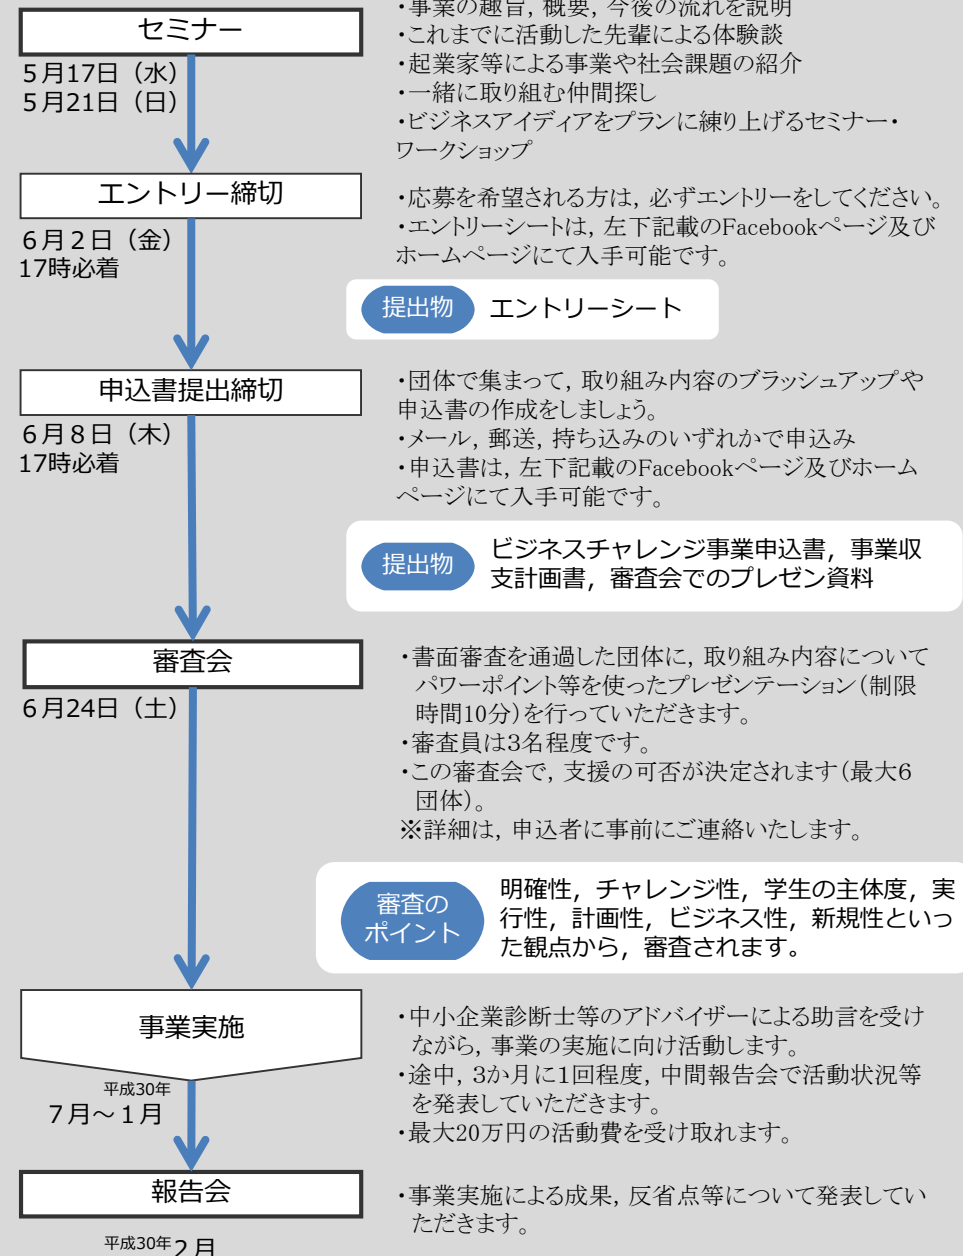 ・事業の趣旨，概要，今後の流れを説明
セミナー
・これまでに活動した先輩による体験談
5月17日（水）
5月21日（日）
・起業家等による事業や社会課題の紹介
・一緒に取り組む仲間探し
・ビジネスアイディアをプランに練り上げるセミナー・
ワークショップ
エントリー締切
6月2日（金）
17時必着
・応募を希望される方は，必ずエントリーをしてください。
・エントリーシートは，左下記載のFacebookページ及び
ホームページにて入手可能です。
提出物 エントリーシート
申込書提出締切
6月8日（木）
17時必着
・団体で集まって，取り組み内容のブラッシュアップや
申込書の作成をしましょう。
・メール，郵送，持ち込みのいずれかで申込み
・申込書は，左下記載のFacebookページ及びホーム
ページにて入手可能です。
提出物
ビジネスチャレンジ事業申込書，事業収
支計画書，審査会でのプレゼン資料
審査会
6月24日（土）
・書面審査を通過した団体に，取り組み内容について
パワーポイント等を使ったプレゼンテーション（制限
時間10分）を行っていただきます。
・審査員は3名程度です。
・この審査会で，支援の可否が決定されます（最大6
団体）。
※詳細は，申込者に事前にご連絡いたします。
審査の
ポイント
明確性，チャレンジ性，学生の主体度，実
行性，計画性，ビジネス性，新規性といっ
た観点から，審査されます。
事業実施
平成30年
7月～1月
・中小企業診断士等のアドバイザーによる助言を受け
ながら，事業の実施に向け活動します。
・途中，3か月に1回程度，中間報告会で活動状況等
を発表していただきます。
・最大20万円の活動費を受け取れます。
報告会
平成30年2月
・事業実施による成果，反省点等について発表してい
ただきます。